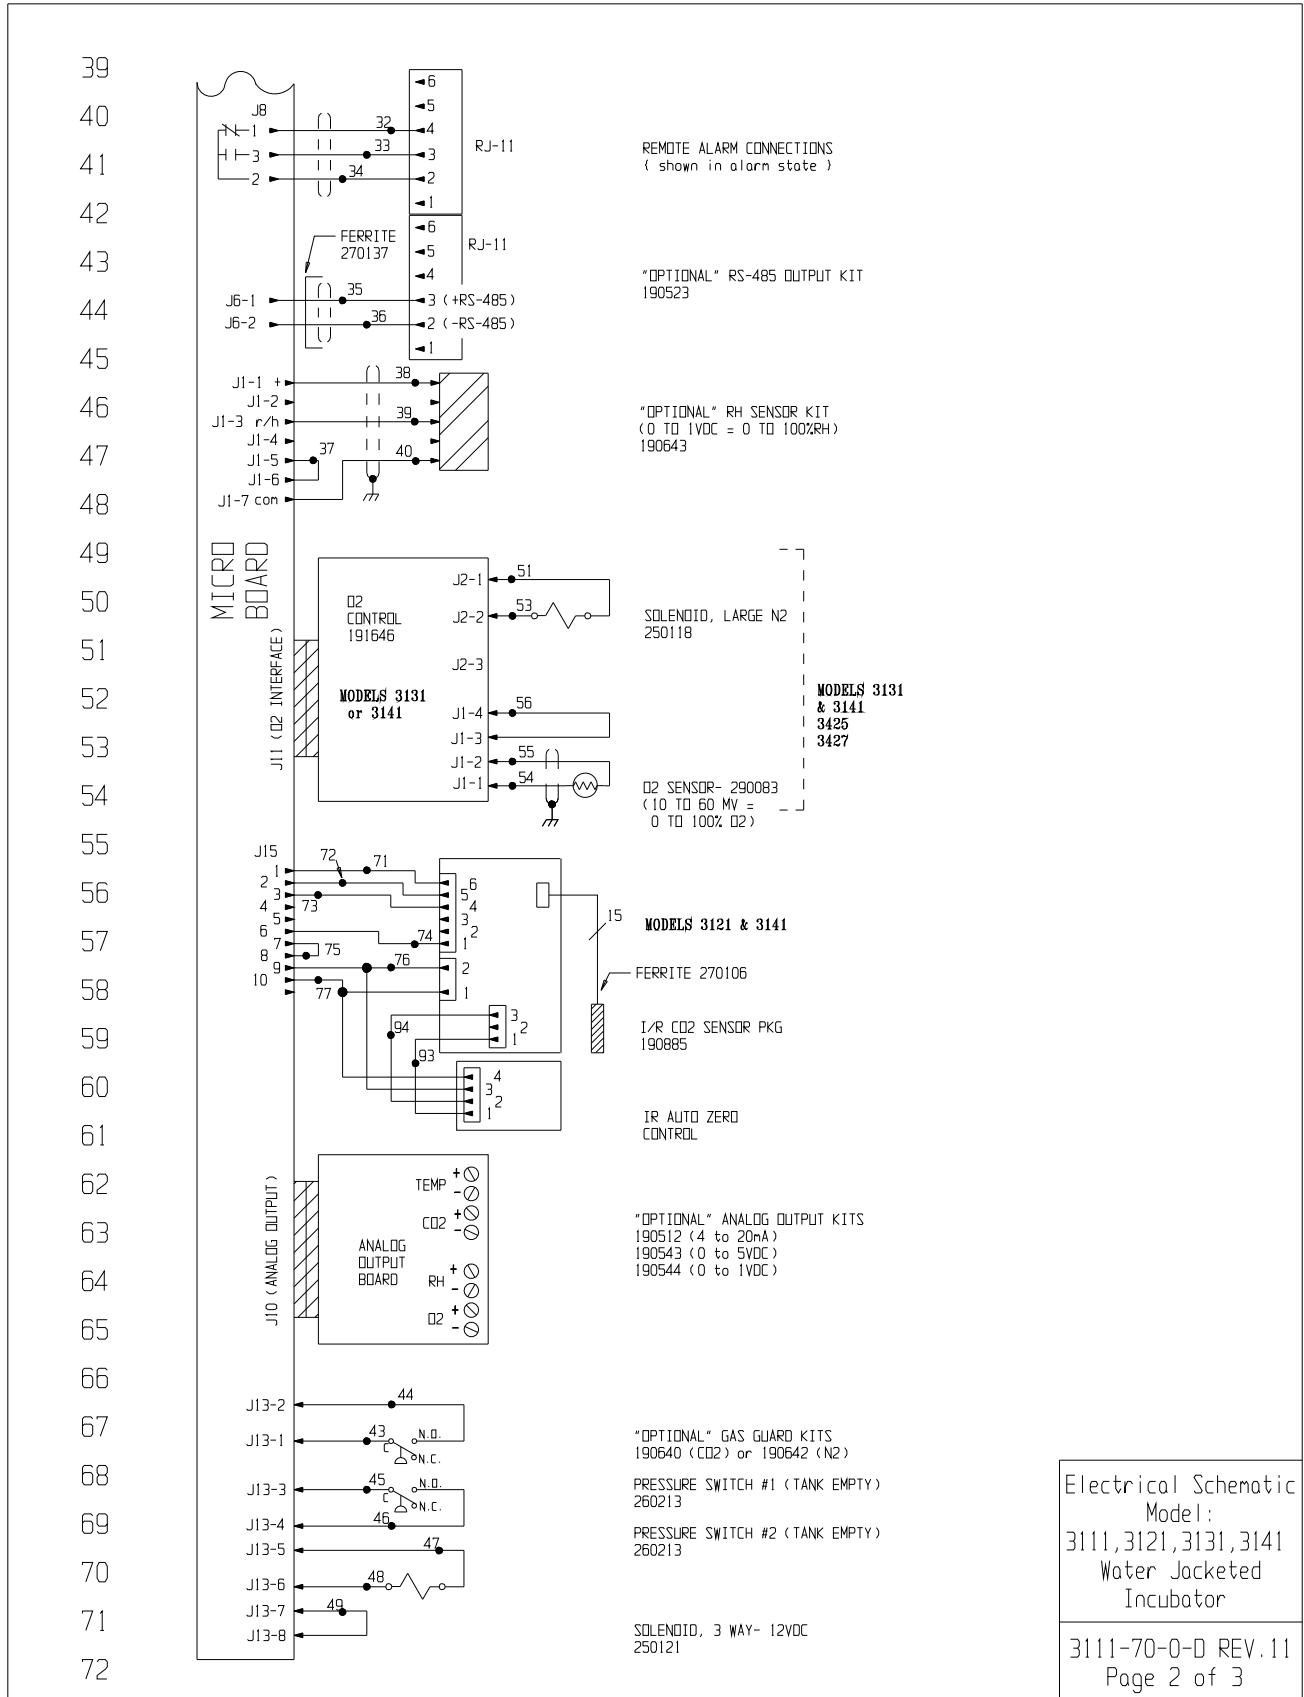 39
40
41
42
43
44
45
46
47
48
49
50
51
52
53
54
55
56
57
58
59
60
61
62
63
64
65
66
67
68
69
70
71
72
J8
1
3
2
32
33
34
6
5
4
3
2
1
RJ-11
REMOTE ALARM CONNECTIONS
( shown in alarm state )
FERRITE
270137
J6-1
J6-2
35
36
6
5
4
3 (+RS-485)
2 (-RS-485)
1
RJ-11
"OPTIONAL" RS-485 OUTPUT KIT
190523
J1-1 +
J1-2
J1-3 r/h
J1-4
J1-5
J1-6
J1-7 com
37
38
39
40
"OPTIONAL" RH SENSOR KIT
(0 TO 1VDC = 0 TO 100%RH)
190643
MICRO
BOARD
J11 (O2 INTERFACE)
O2
CONTROL
191646
MODELS 3131
or 3141
J2-1
J2-2
J2-3
J1-4
J1-3
J1-2
J1-1
51
53
56
55
54
SOLENOID, LARGE N2
250118
MODELS 3131
& 3141
3425
3427
O2 SENSOR- 290083
(10 TO 60 MV =
0 TO 100% O2)
J15
1
2
3
4
5
6
7
8
9
10
72
71
73
74
75
76
77
94
93
6
5
4
3
2
1
2
1
3
2
1
4
3
2
1
15
MODELS 3121 & 3141
FERRITE 270106
I/R CO2 SENSOR PKG
190885
IR AUTO ZERO
CONTROL
J10 (ANALOG OUTPUT)
ANALOG
OUTPUT
BOARD
TEMP + -
CO2 + -
RH + -
O2 + -
"OPTIONAL" ANALOG OUTPUT KITS
190512 (4 to 20mA)
190543 (0 to 5VDC)
190544 (0 to 1VDC)
J13-2
J13-1
J13-3
J13-4
J13-5
J13-6
J13-7
J13-8
44
43
C
N.O.
N.C.
45
C
N.O.
N.C.
46
47
48
49
"OPTIONAL" GAS GUARD KITS
190640 (CO2) or 190642 (N2)
PRESSURE SWITCH #1 (TANK EMPTY)
260213
PRESSURE SWITCH #2 (TANK EMPTY)
260213
SOLENOID, 3 WAY- 12VDC
250121
Electrical Schematic
Model:
3111,3121,3131,3141
Water Jacketed
Incubator
3111-70-0-D REV.11
Page 2 of 3